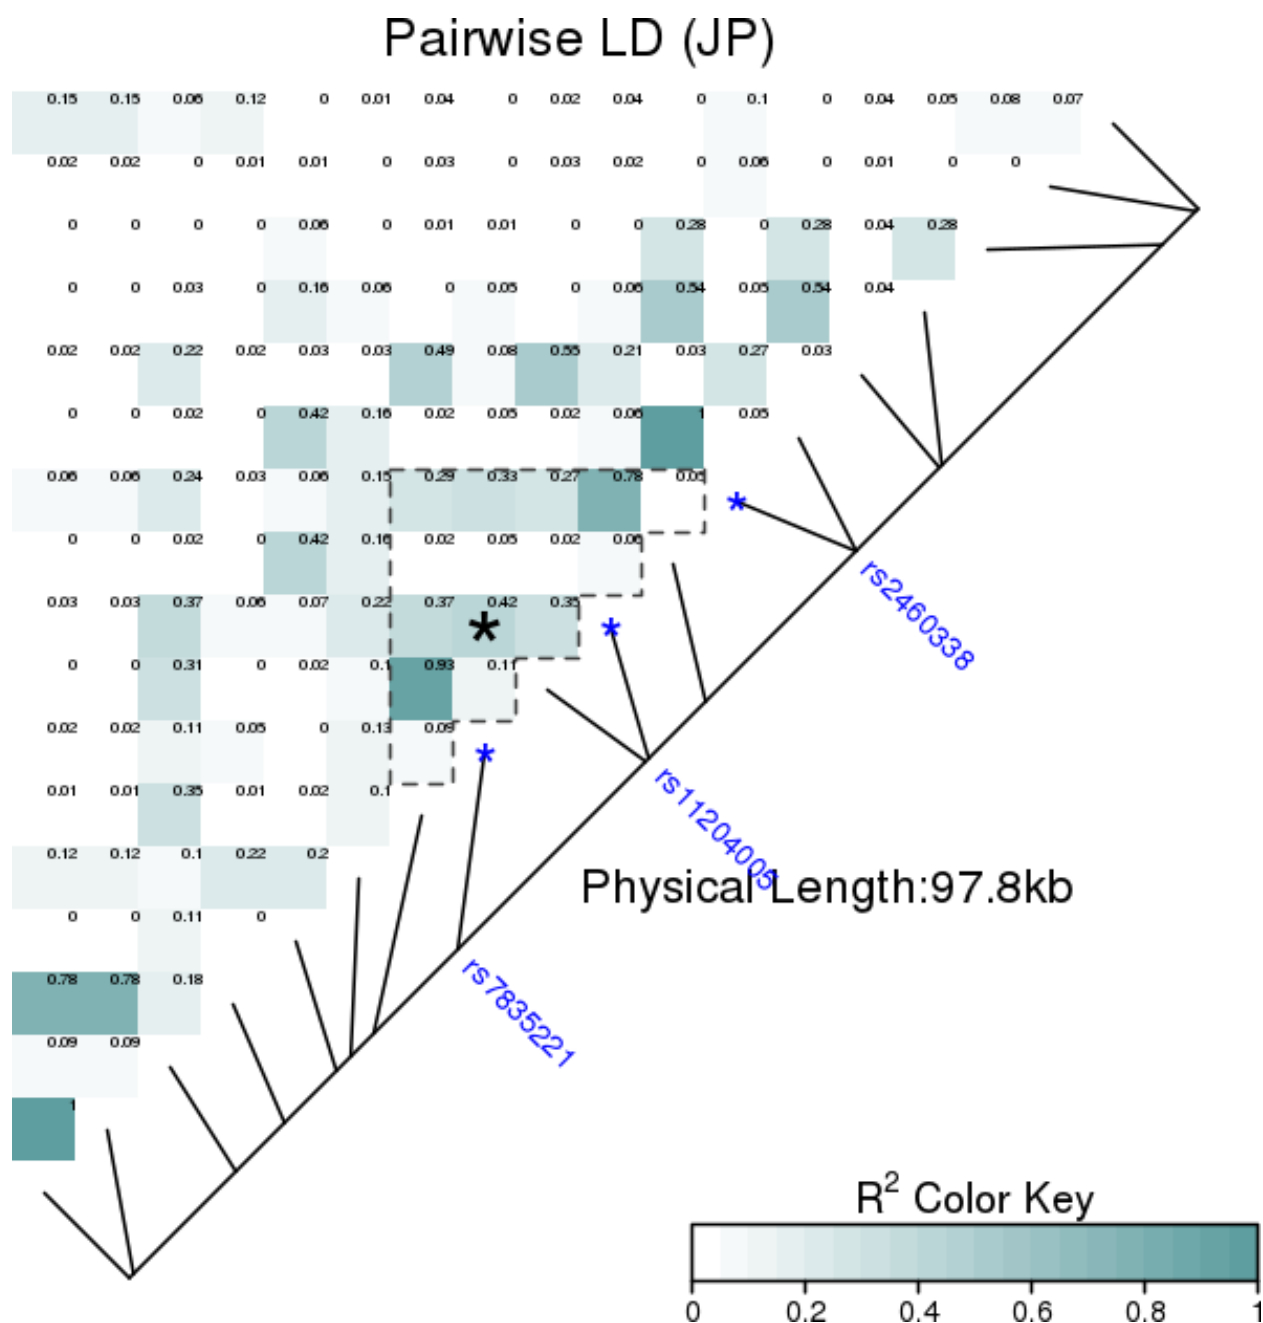 Pairwise LD (JP)
0.15 0.15 0.06 0.12 0 0.01 0.04 0 0.02 0.04 0 0.1 0 0.04 0.05 0.08 0.07
0.02 0.02 0 0.01 0.01 0 0.03 0 0.03 0.02 0 0.06 0 0.01 0 0
0 0 0 0 0.06 0 0.01 0.01 0 0 0.28 0 0.28 0.04 0.28
0 0 0.03 0 0.16 0.06 0 0.05 0 0.06 0.54 0.05 0.54 0.04
0.02 0.02 0.22 0.02 0.03 0.03 0.49 0.08 0.55 0.21 0.03 0.27 0.03
0 0 0.02 0 0.42 0.16 0.02 0.05 0.02 0.06 1 0.05
0.06 0.06 0.24 0.03 0.06 0.15 0.29 0.33 0.27 0.78 0.05
*
0 0 0.02 0 0.42 0.16 0.02 0.05 0.02 0.06
rs2460338
0.03 0.03 0.37 0.06 0.07 0.22 0.37 0.42 0.35
* *
0 0 0.31 0 0.02 0.1 0.93 0.11
0.02 0.02 0.11 0.05 0 0.13 0.09
*
rs11204005
0.01 0.01 0.35 0.01 0.02 0.1
0.12 0.12 0.1 0.22 0.2
Physical Length:97.8kb
0 0 0.11 0
rs7835221
0.78 0.78 0.18
0.09 0.09
1
R² Color Key
0 0.2 0.4 0.6 0.8 1